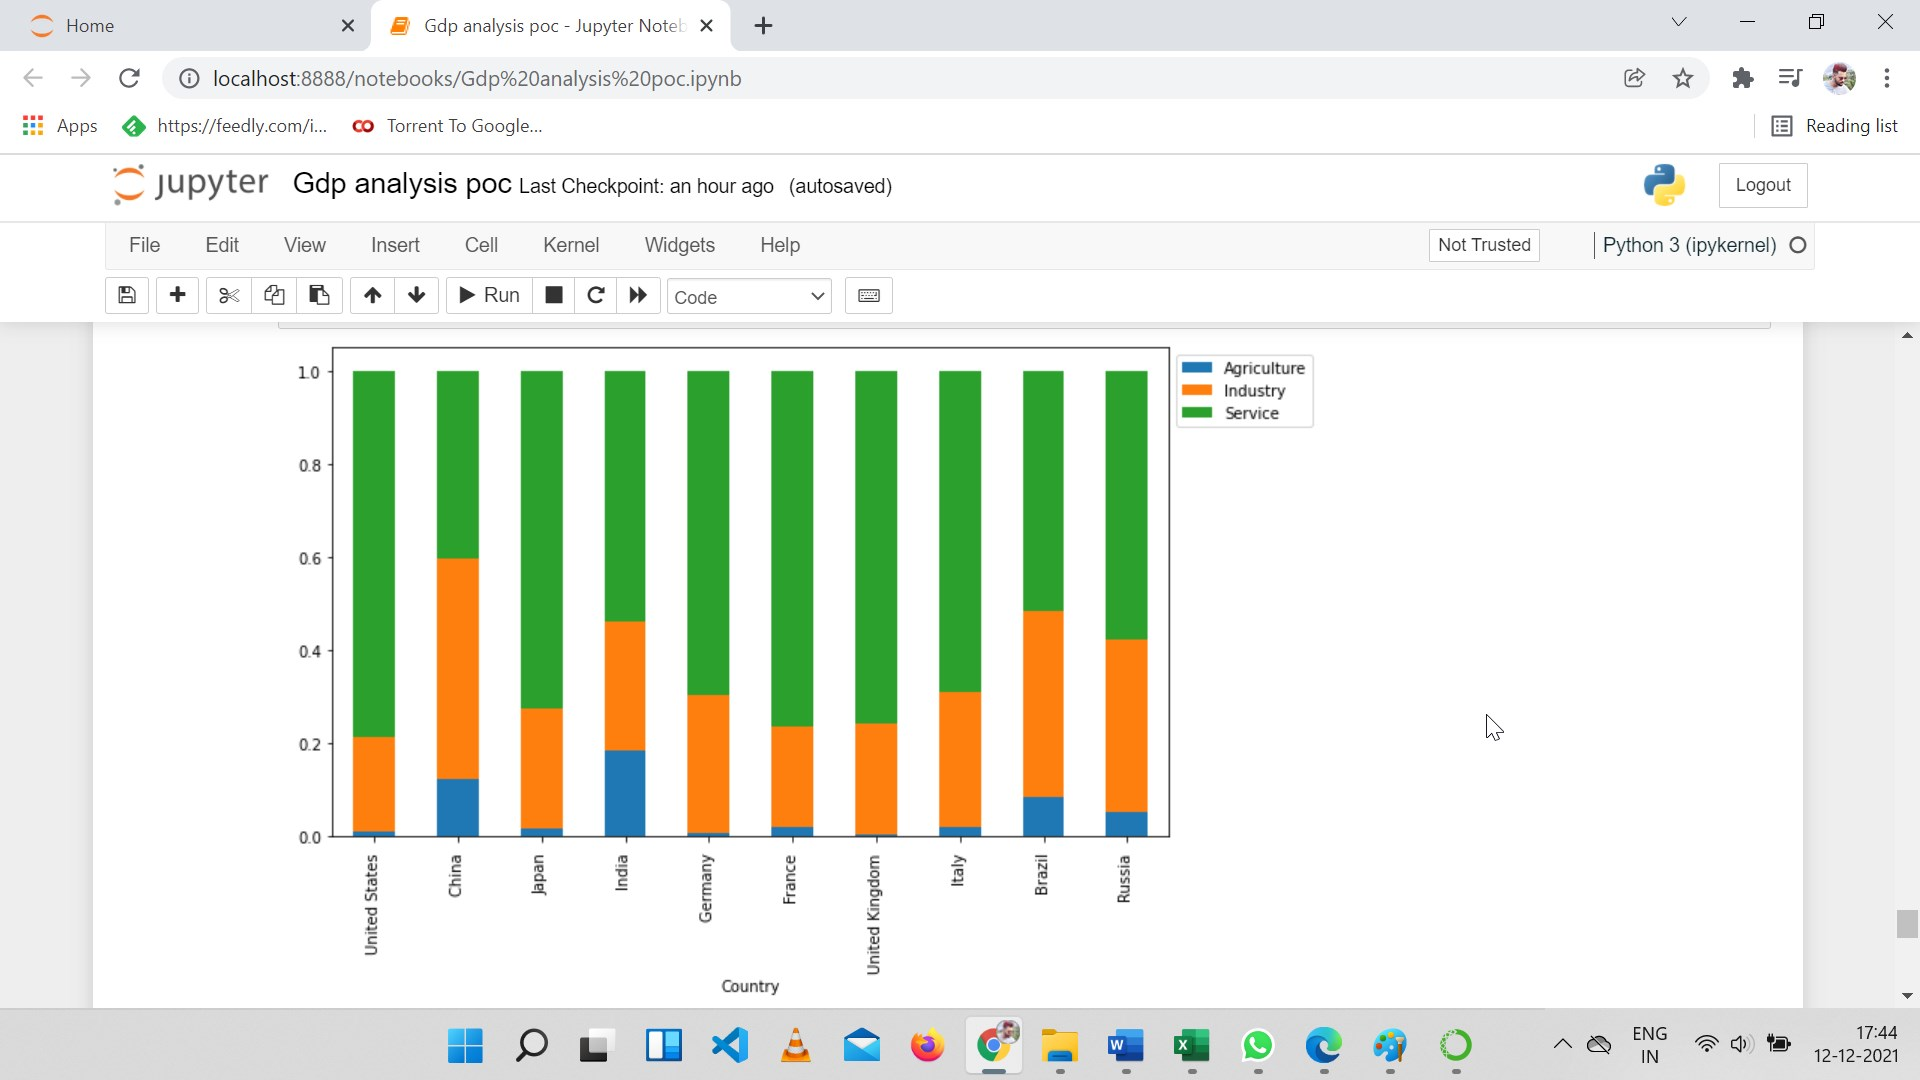 Home
Gdp analysis poc - Jupyter Noteb
localhost:8888/notebooks/Gdp%20analysis%20poc.ipynb
Apps
https://feedly.com/i...
Torrent To Google...
Reading list
jupyter Gdp analysis poc Last Checkpoint: an hour ago (autosaved)
Logout
File Edit View Insert Cell Kernel Widgets Help
Not Trusted
Python 3 (ipykernel)
Run
Code
1.0
0.8
0.6
0.4
0.2
0.0
Agriculture
Industry
Service
United States
China
Japan
India
Germany
France
United Kingdom
Italy
Brazil
Russia
Country
W
X
ENG
IN
17:44
12-12-2021